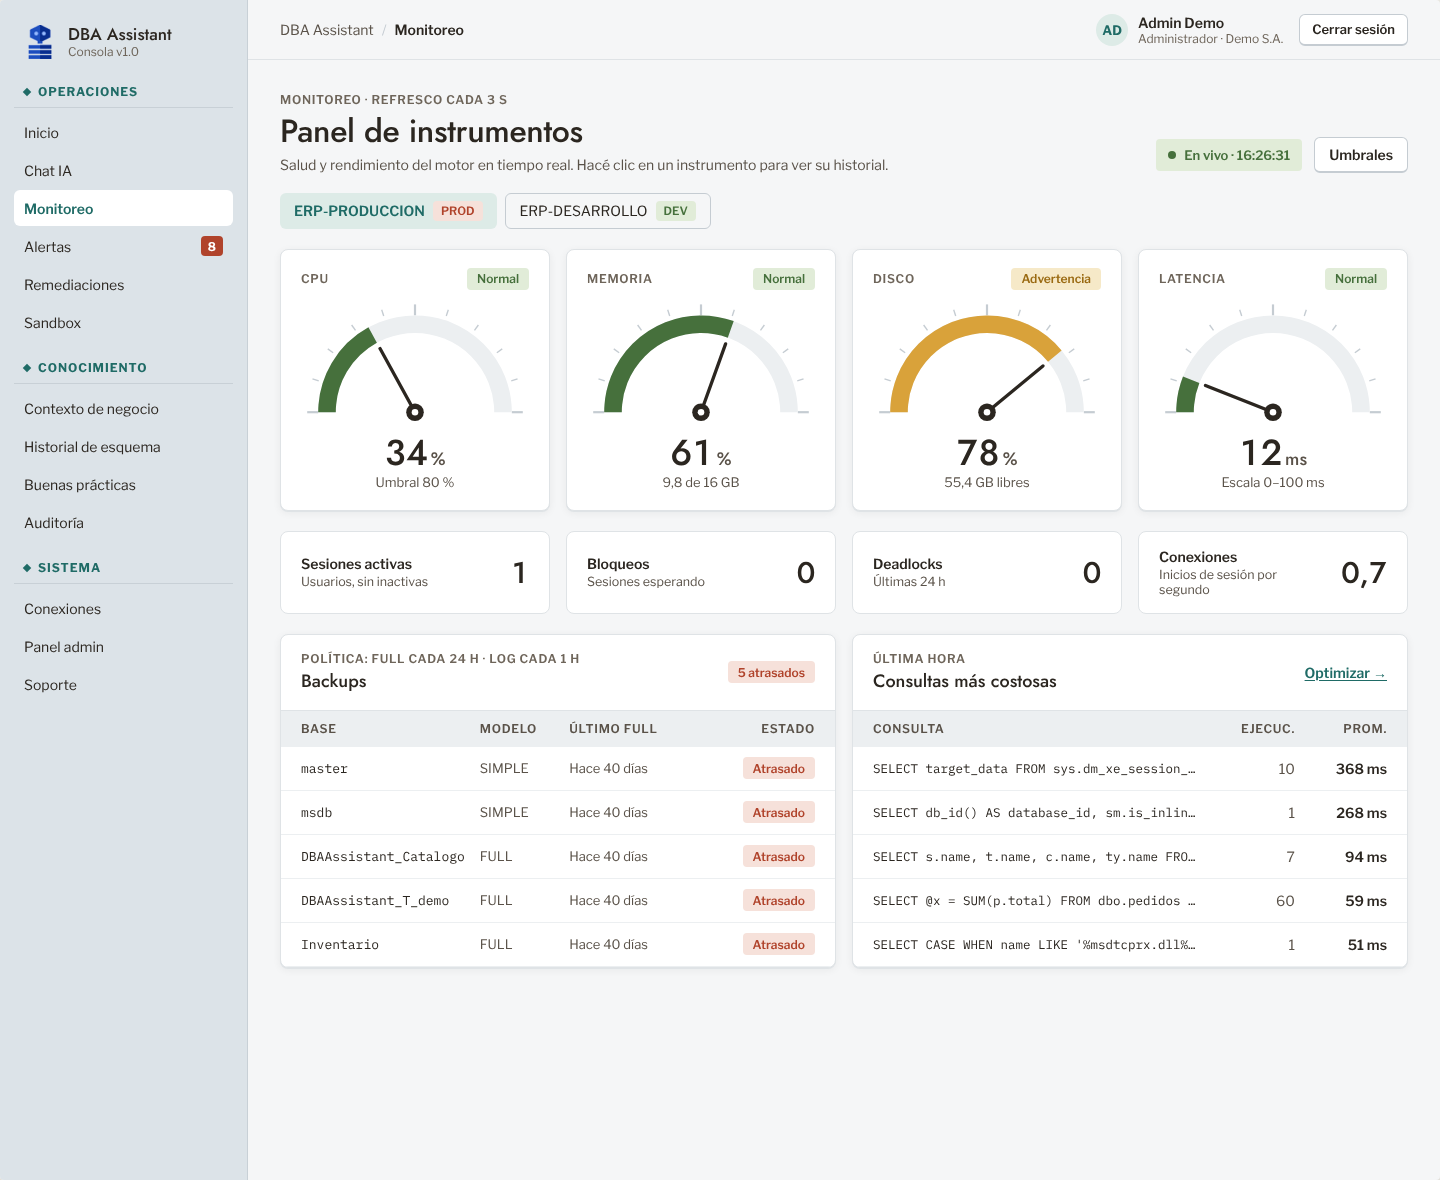 DBA Assistant
Consola v1.0
OPERACIONES
Inicio
Chat IA
Monitoreo
Alertas 8
Remediaciones
Sandbox
CONOCIMIENTO
Contexto de negocio
Historial de esquema
Buenas prácticas
Auditoría
SISTEMA
Conexiones
Panel admin
Soporte
DBA Assistant / Monitoreo
AD
Admin Demo
Administrador · Demo S.A.
Cerrar sesión
MONITOREO · REFRESCO CADA 3 S
Panel de instrumentos
Salud y rendimiento del motor en tiempo real. Hacé clic en un instrumento para ver su historial.
En vivo · 16:26:31
Umbrales
ERP-PRODUCCION PROD
ERP-DESARROLLO DEV
CPU Normal
34 %
Umbral 80 %
MEMORIA Normal
61 %
9,8 de 16 GB
DISCO Advertencia
78 %
55,4 GB libres
LATENCIA Normal
12 ms
Escala 0–100 ms
Sesiones activas
Usuarios, sin inactivas
1
Bloqueos
Sesiones esperando
0
Deadlocks
Últimas 24 h
0
Conexiones
Inicios de sesión por
segundo
0,7
POLÍTICA: FULL CADA 24 H · LOG CADA 1 H
Backups
5 atrasados
BASE MODELO ÚLTIMO FULL ESTADO
master SIMPLE Hace 40 días Atrasado
msdb SIMPLE Hace 40 días Atrasado
DBAAssistant_Catalogo FULL Hace 40 días Atrasado
DBAAssistant_T_demo FULL Hace 40 días Atrasado
Inventario FULL Hace 40 días Atrasado
ÚLTIMA HORA
Consultas más costosas
Optimizar →
CONSULTA EJECUC. PROM.
SELECT target_data FROM sys.dm_xe_session_… 10 368 ms
SELECT db_id() AS database_id, sm.is_inlin… 1 268 ms
SELECT s.name, t.name, c.name, ty.name FRO… 7 94 ms
SELECT @x = SUM(p.total) FROM dbo.pedidos … 60 59 ms
SELECT CASE WHEN name LIKE '%msdtcprx.dll%… 1 51 ms